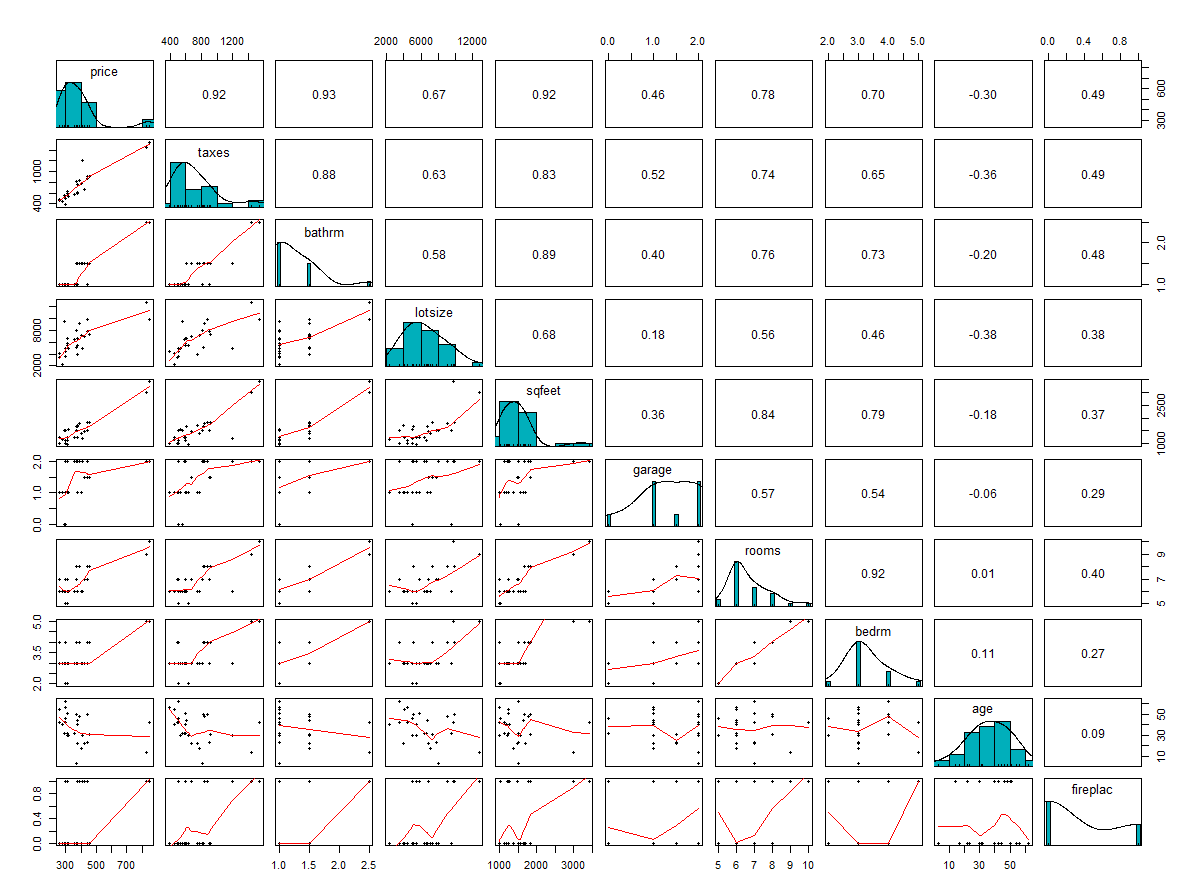 400 800 1200 2000 6000 12000 0.0 1.0 2.0 2.0 3.0 4.0 5.0 0.0 0.4 0.8
price 0.92 0.93 0.67 0.92 0.46 0.78 0.70 -0.30 0.49 300 600
400 1000 taxes 0.88 0.63 0.83 0.52 0.74 0.65 -0.36 0.49
bathrm 0.58 0.89 0.40 0.76 0.73 -0.20 0.48 1.0 2.0
2000 8000 lotsize 0.68 0.18 0.56 0.46 -0.38 0.38
sqfeet 0.36 0.84 0.79 -0.18 0.37 1000 2500
0.0 1.0 2.0 garage 0.57 0.54 -0.06 0.29
rooms 0.92 0.01 0.40 5 7 9
2.0 3.5 5.0 bedrm 0.11 0.27
age 0.09 10 30 50
0.0 0.4 0.8 fireplac
300 500 700 1.0 1.5 2.0 2.5 1000 2000 3000 5 6 7 8 9 10 10 30 50